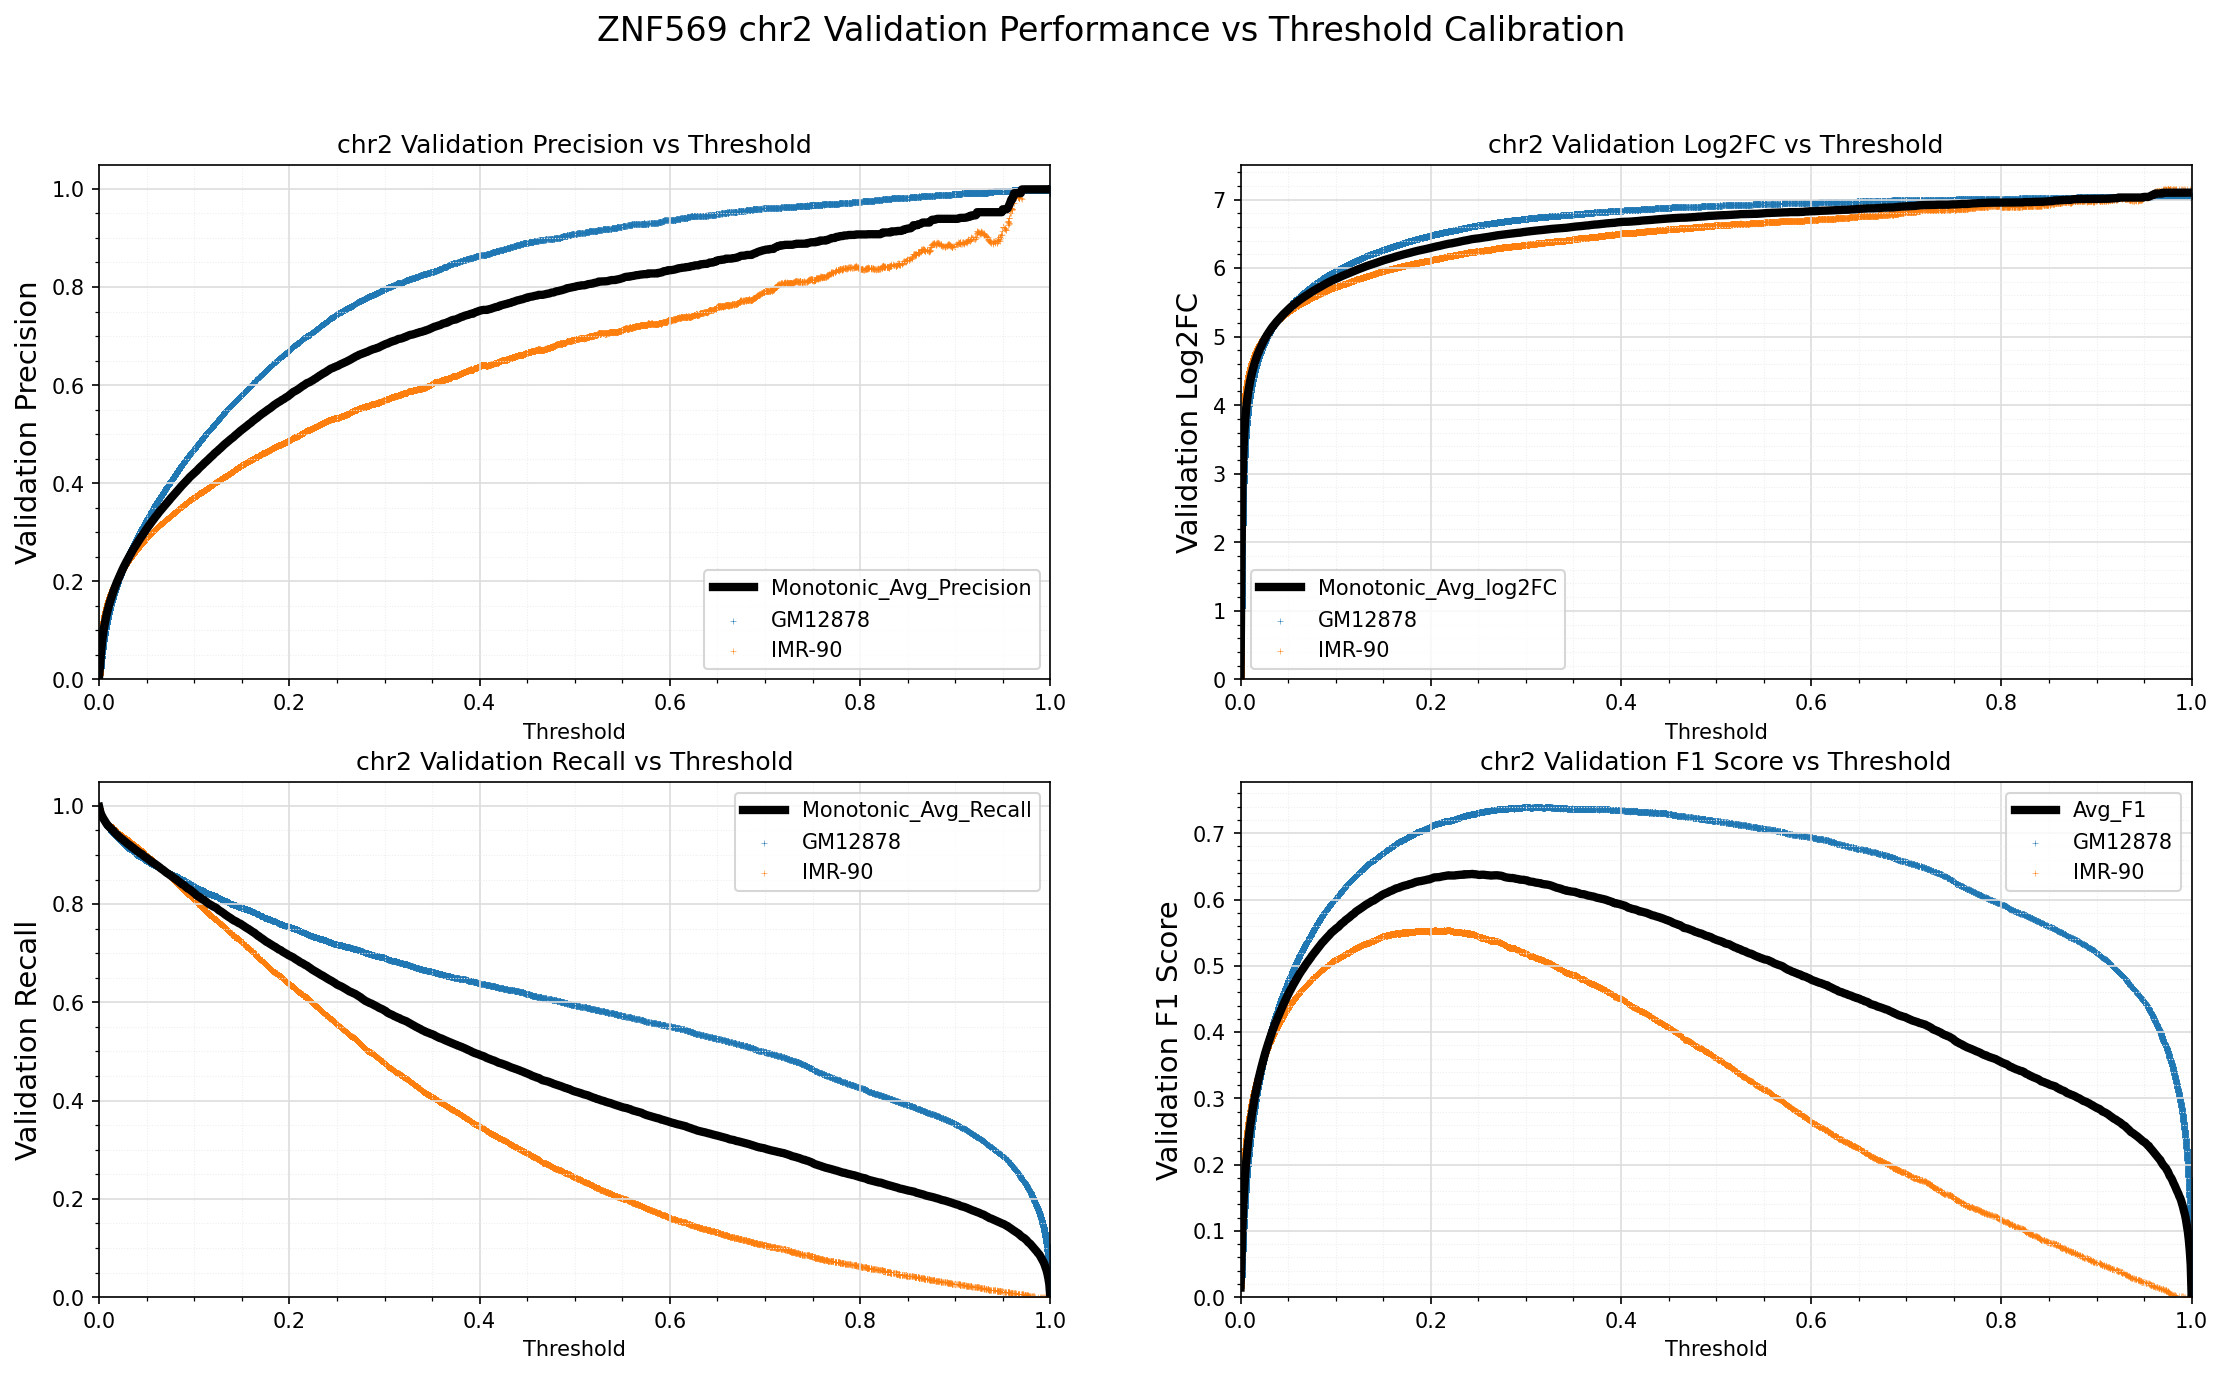 ZNF569 chr2 Validation Performance vs Threshold Calibration
chr2 Validation Precision vs Threshold
Validation Precision
1.0
0.8
0.6
0.4
0.2
0.0
0.0 0.2 0.4 0.6 0.8 1.0
Threshold
Monotonic_Avg_Precision
GM12878
IMR-90
chr2 Validation Log2FC vs Threshold
Validation Log2FC
7
6
5
4
3
2
1
0
0.0 0.2 0.4 0.6 0.8 1.0
Threshold
Monotonic_Avg_log2FC
GM12878
IMR-90
chr2 Validation Recall vs Threshold
Validation Recall
1.0
0.8
0.6
0.4
0.2
0.0
0.0 0.2 0.4 0.6 0.8 1.0
Threshold
Monotonic_Avg_Recall
GM12878
IMR-90
chr2 Validation F1 Score vs Threshold
Validation F1 Score
0.7
0.6
0.5
0.4
0.3
0.2
0.1
0.0
0.0 0.2 0.4 0.6 0.8 1.0
Threshold
Avg_F1
GM12878
IMR-90